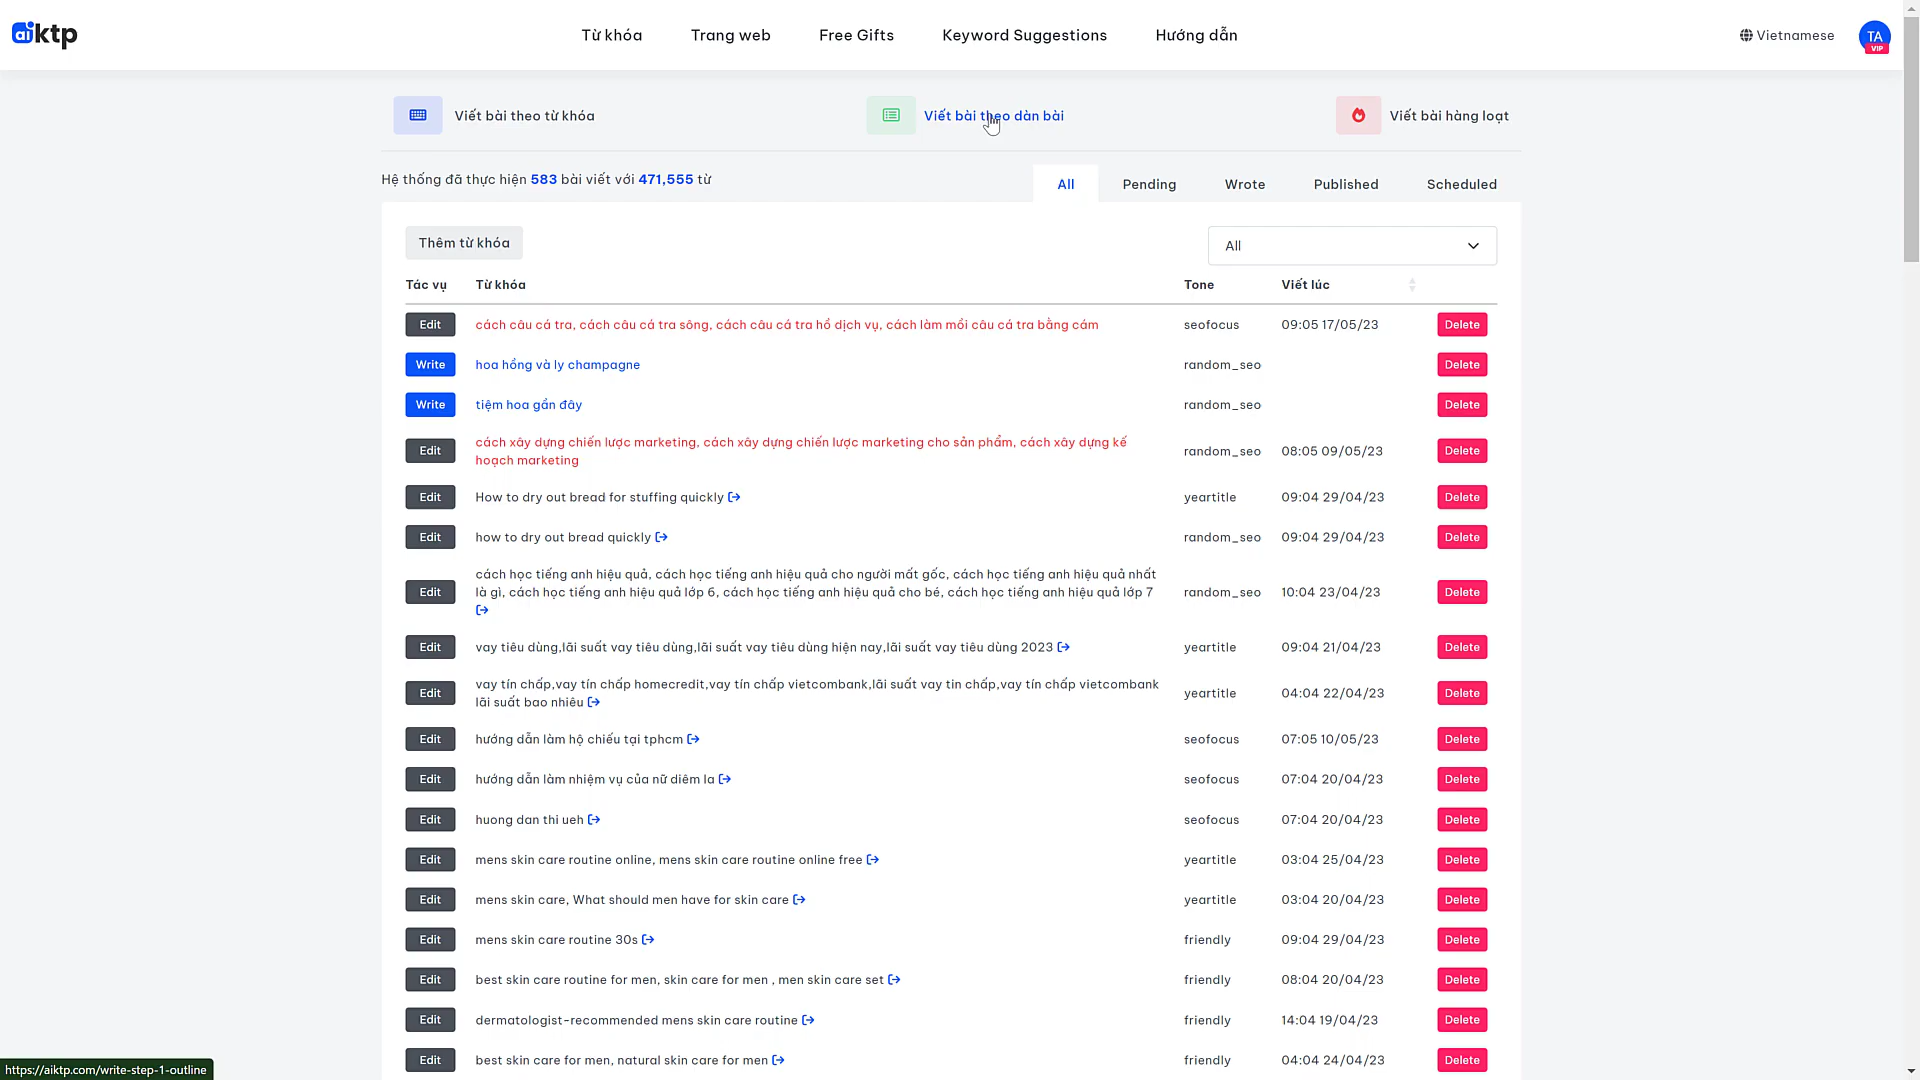 aiktp
Từ khóa
Trang web
Free Gifts
Keyword Suggestions
Hướng dẫn
Vietnamese
TA
VIP
Viết bài theo từ khóa
Viết bài theo dàn bài
Viết bài hàng loạt
Hệ thống đã thực hiện 583 bài viết với 471,555 từ
All
Pending
Wrote
Published
Scheduled
Thêm từ khóa
All
Tác vụ Từ khóa Tone Viết lúc
Edit cách câu cá tra, cách câu cá tra sông, cách câu cá tra hồ dịch vụ, cách làm mồi câu cá tra bằng cám seofocus 09:05 17/05/23 Delete
Write hoa hồng và ly champagne random_seo Delete
Write tiệm hoa gần đây random_seo Delete
Edit cách xây dựng chiến lược marketing, cách xây dựng chiến lược marketing cho sản phẩm, cách xây dựng kế
hoạch marketing random_seo 08:05 09/05/23 Delete
Edit How to dry out bread for stuffing quickly yeartitle 09:04 29/04/23 Delete
Edit how to dry out bread quickly random_seo 09:04 29/04/23 Delete
cách học tiếng anh hiệu quả, cách học tiếng anh hiệu quả cho người mất gốc, cách học tiếng anh hiệu quả nhất
Edit là gì, cách học tiếng anh hiệu quả lớp 6, cách học tiếng anh hiệu quả cho bé, cách học tiếng anh hiệu quả lớp 7 random_seo 10:04 23/04/23 Delete
Edit vay tiêu dùng,lãi suất vay tiêu dùng,lãi suất vay tiêu dùng hiện nay,lãi suất vay tiêu dùng 2023 yeartitle 09:04 21/04/23 Delete
Edit vay tín chấp,vay tín chấp homecredit,vay tín chấp vietcombank,lãi suất vay tin chấp,vay tín chấp vietcombank
lãi suất bao nhiêu yeartitle 04:04 22/04/23 Delete
Edit hướng dẫn làm hộ chiếu tại tphcm seofocus 07:05 10/05/23 Delete
Edit hướng dẫn làm nhiệm vụ của nữ diêm la seofocus 07:04 20/04/23 Delete
Edit huong dan thi ueh seofocus 07:04 20/04/23 Delete
Edit mens skin care routine online, mens skin care routine online free yeartitle 03:04 25/04/23 Delete
Edit mens skin care, What should men have for skin care yeartitle 03:04 20/04/23 Delete
Edit mens skin care routine 30s friendly 09:04 29/04/23 Delete
Edit best skin care routine for men, skin care for men , men skin care set friendly 08:04 20/04/23 Delete
Edit dermatologist-recommended mens skin care routine friendly 14:04 19/04/23 Delete
Edit best skin care for men, natural skin care for men friendly 04:04 24/04/23 Delete
https://aiktp.com/write-step-1-outline